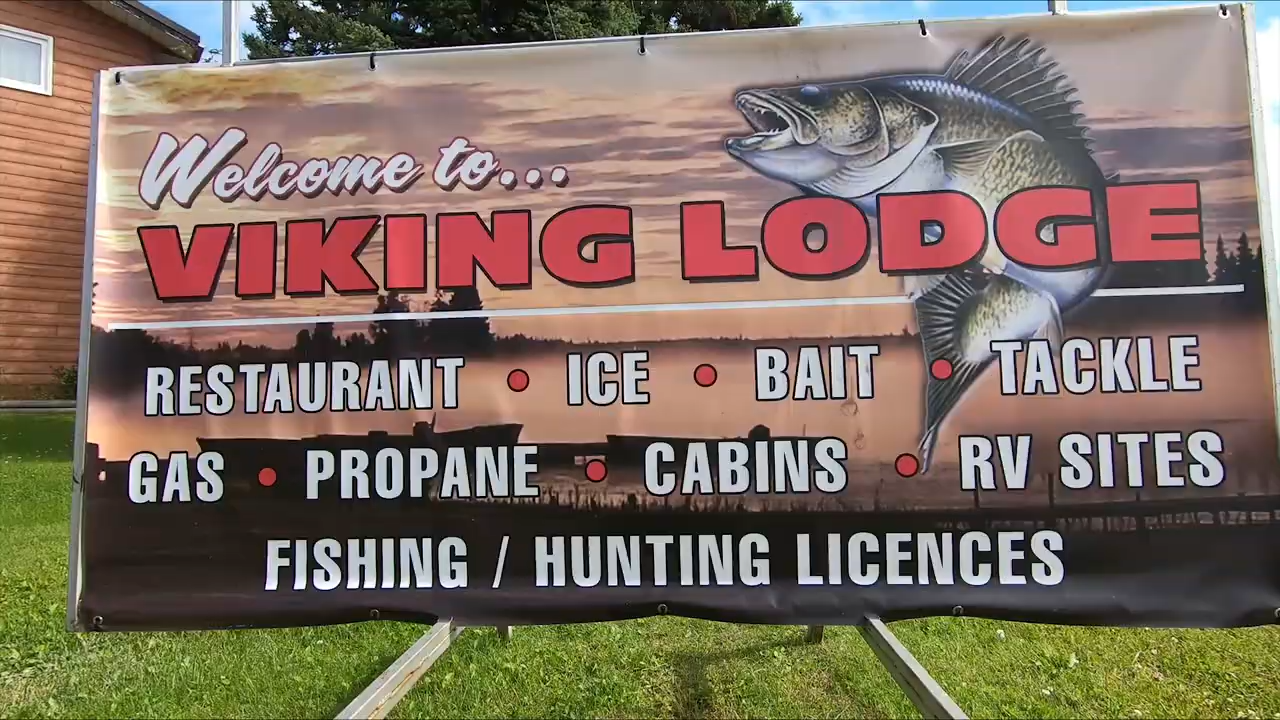 Welcome to...
VIKING LODGE
RESTAURANT • ICE • BAIT • TACKLE
GAS • PROPANE • CABINS • RV SITES
FISHING / HUNTING LICENCES